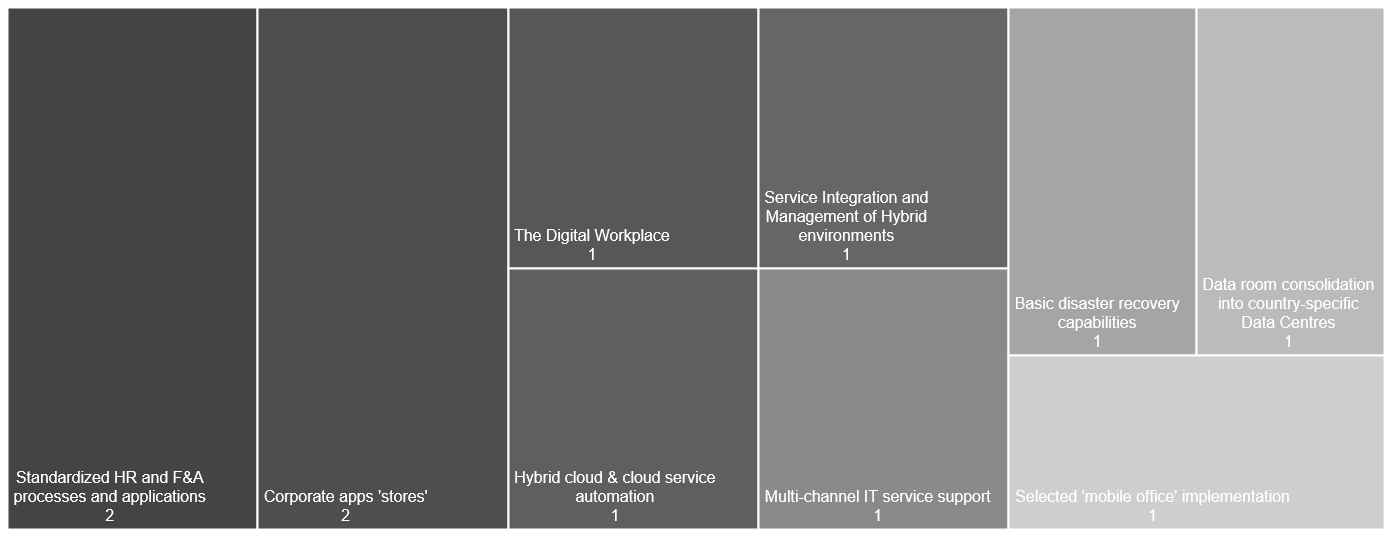 Standardized HR and F&A
processes and applications
2
Corporate apps 'stores'
2
The Digital Workplace
1
Hybrid cloud & cloud service
automation
1
Service Integration and
Management of Hybrid
environments
1
Multi-channel IT service support
1
Basic disaster recovery
capabilities
1
Data room consolidation
into country-specific
Data Centres
1
Selected 'mobile office' implementation
1